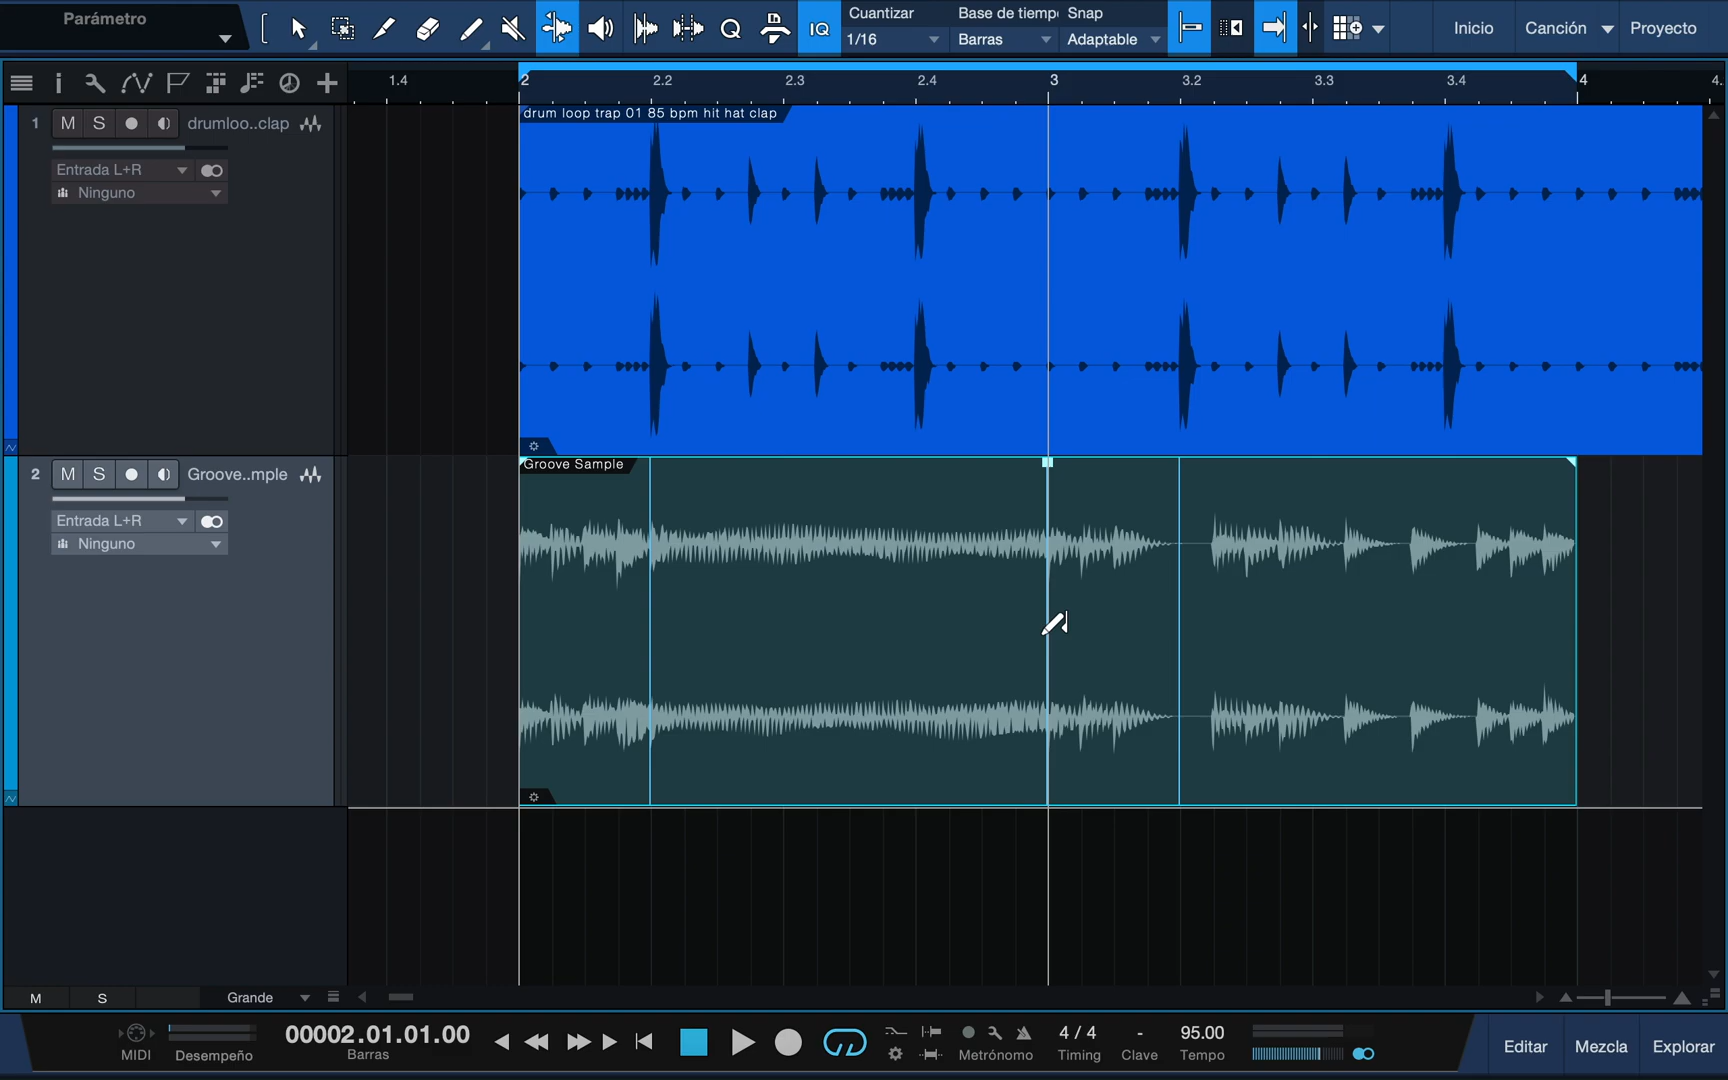 Parámetro
IQ
Cuantizar
1/16
Base de tiemp
Barras
Snap
Adaptable
Inicio
Canción
Proyecto
1.4
2
2.2
2.3
2.4
3
3.2
3.3
3.4
4
4.
1
M
S
drumloo..clap
Entrada L+R
Ninguno
drum loop trap 01 85 bpm hit hat clap
2
M
S
Groove..mple
Entrada L+R
Ninguno
Groove Sample
M
S
Grande
MIDI
Desempeño
00002.01.01.00
Barras
Metrónomo
4 / 4
Timing
-
Clave
95.00
Tempo
Editar
Mezcla
Explorar